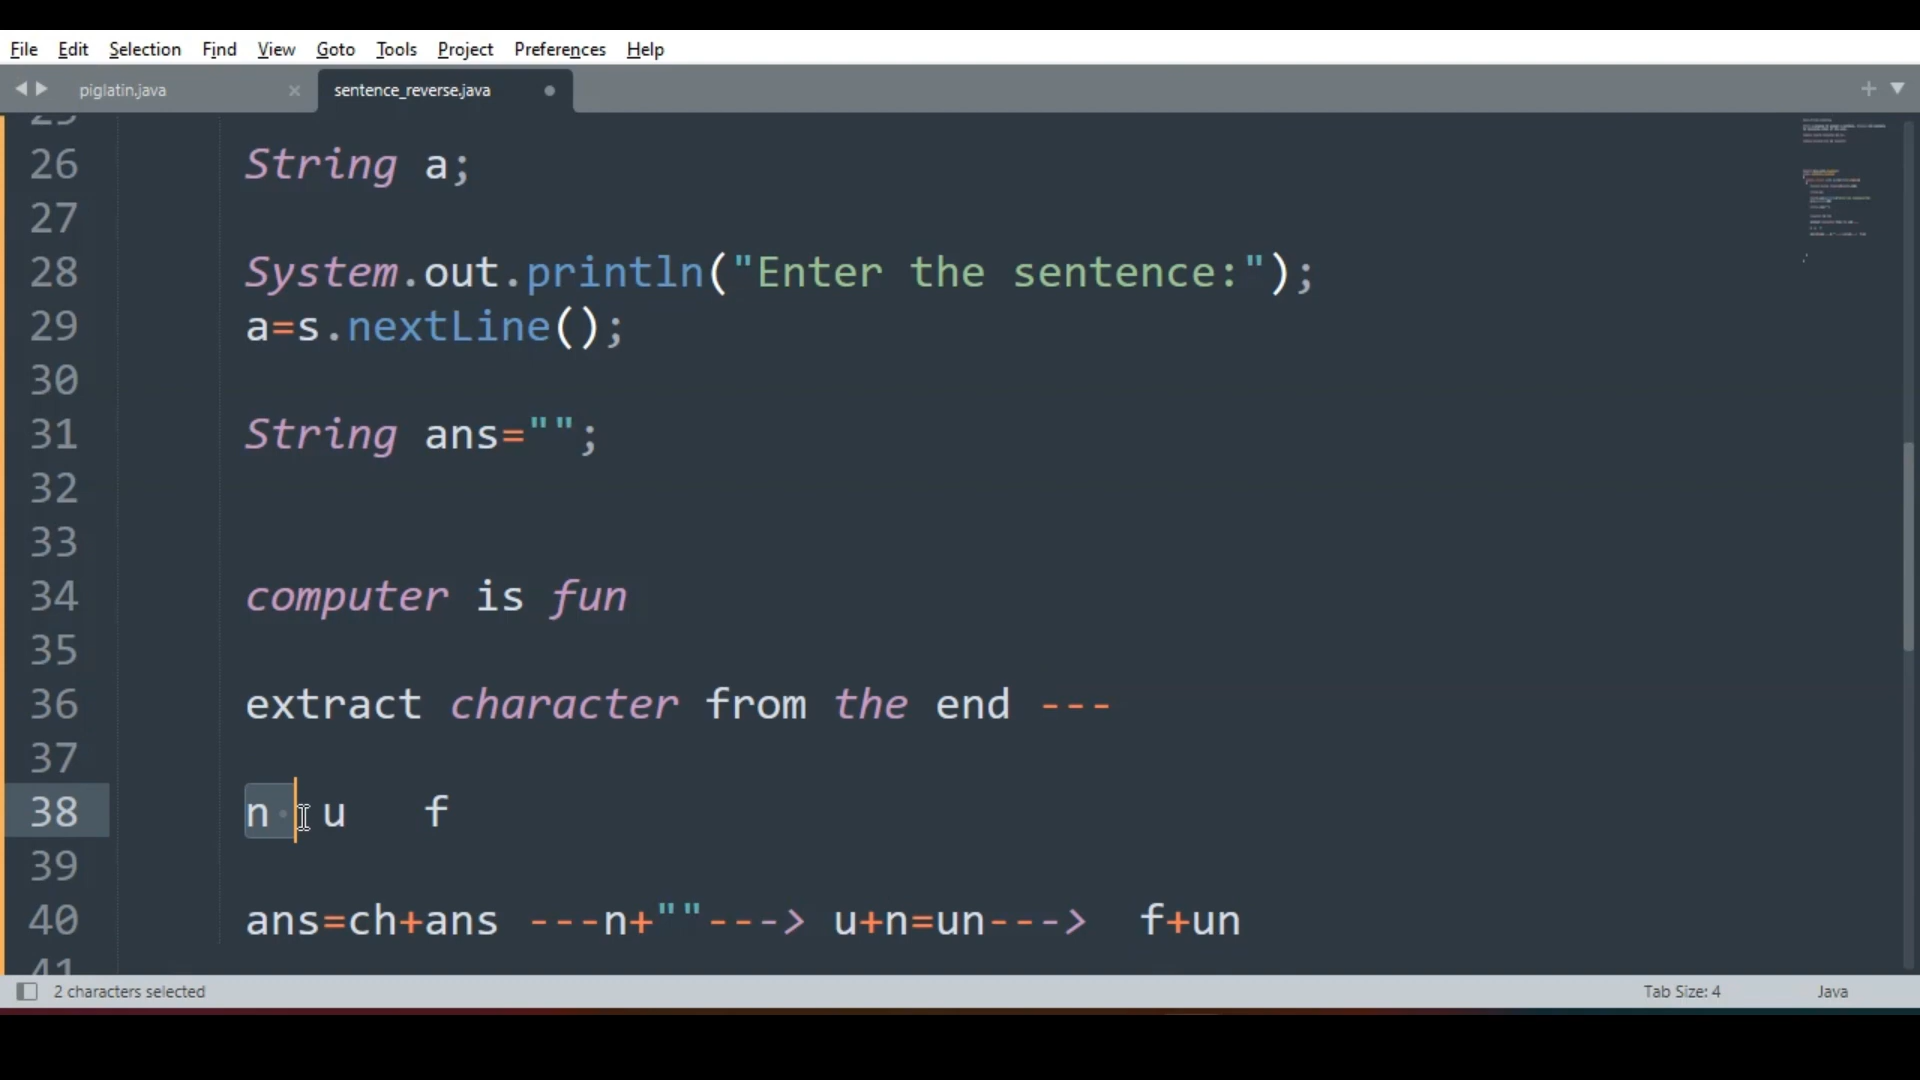 File Edit Selection Find View Goto Tools Project Preferences Help
piglatin.java × sentence_reverse.java
26 String a;
27
28 System.out.println("Enter the sentence:");
29 a=s.nextLine();
30
31 String ans="";
32
33
34 computer is fun
35
36 extract character from the end ---
37
38 n u f
39
40 ans=ch+ans ---n+""---> u+n=un---> f+un
41
2 characters selected Tab Size: 4 Java